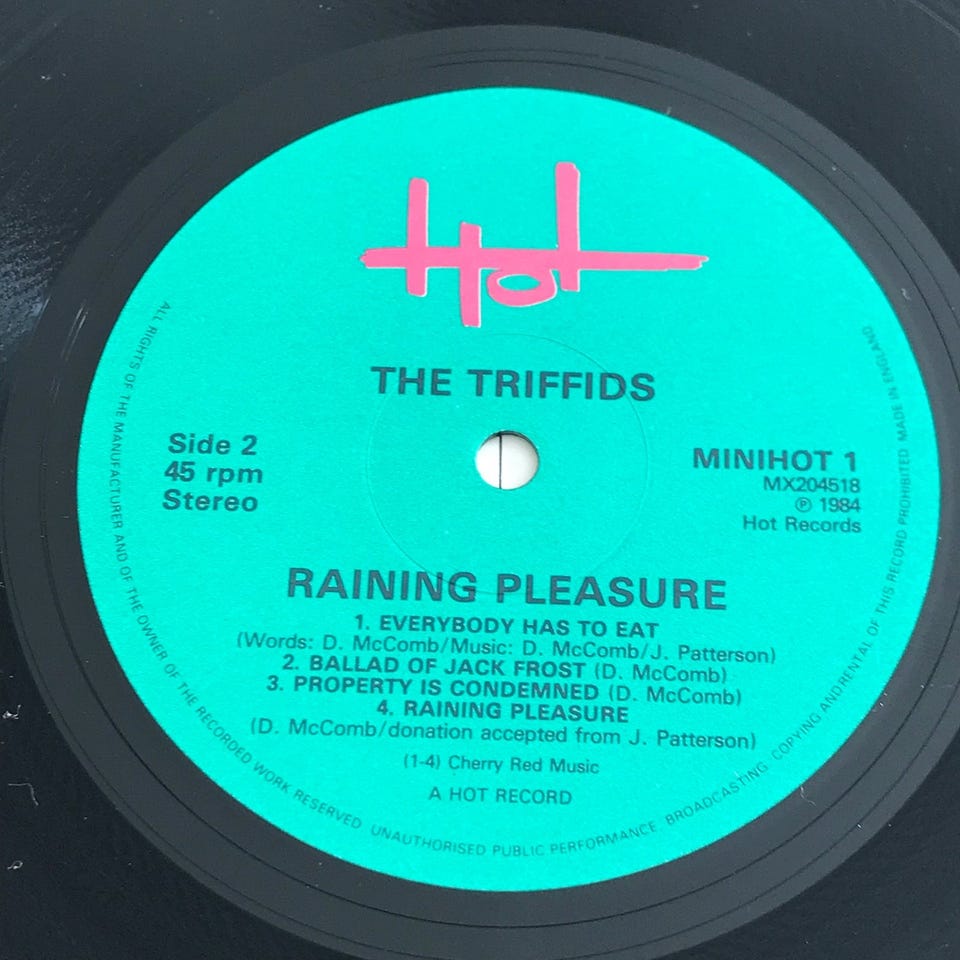 Hot
THE TRIFFIDS
Side 2
45 rpm
Stereo
MINIHOT 1
MX204518
Ⓟ 1984
Hot Records
RAINING PLEASURE
1. EVERYBODY HAS TO EAT
(Words: D. McComb/Music: D. McComb/J. Patterson)
2. BALLAD OF JACK FROST (D. McComb)
3. PROPERTY IS CONDEMNED (D. McComb)
4. RAINING PLEASURE
(D. McComb/donation accepted from J. Patterson)
(1-4) Cherry Red Music
A HOT RECORD
ALL RIGHTS OF THE MANUFACTURER AND OF THE OWNER OF THE RECORDED WORK RESERVED UNAUTHORISED PUBLIC PERFORMANCE BROADCASTING COPYING AND RENTAL OF THIS RECORD PROHIBITED MADE IN ENGLAND